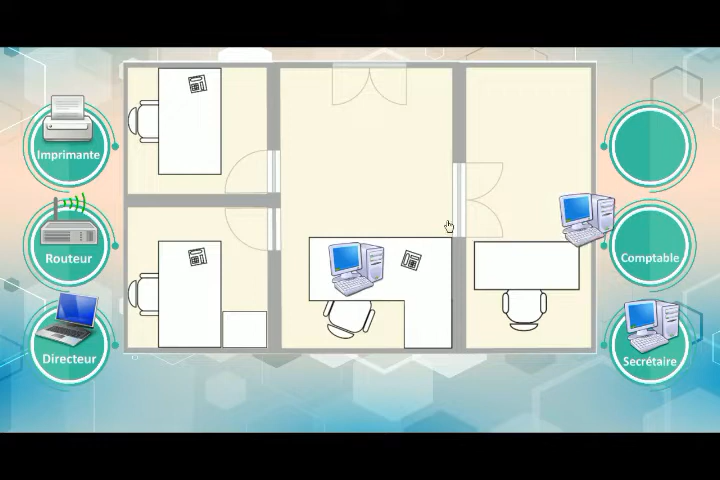 Imprimante
Routeur
Directeur
Comptable
Secrétaire